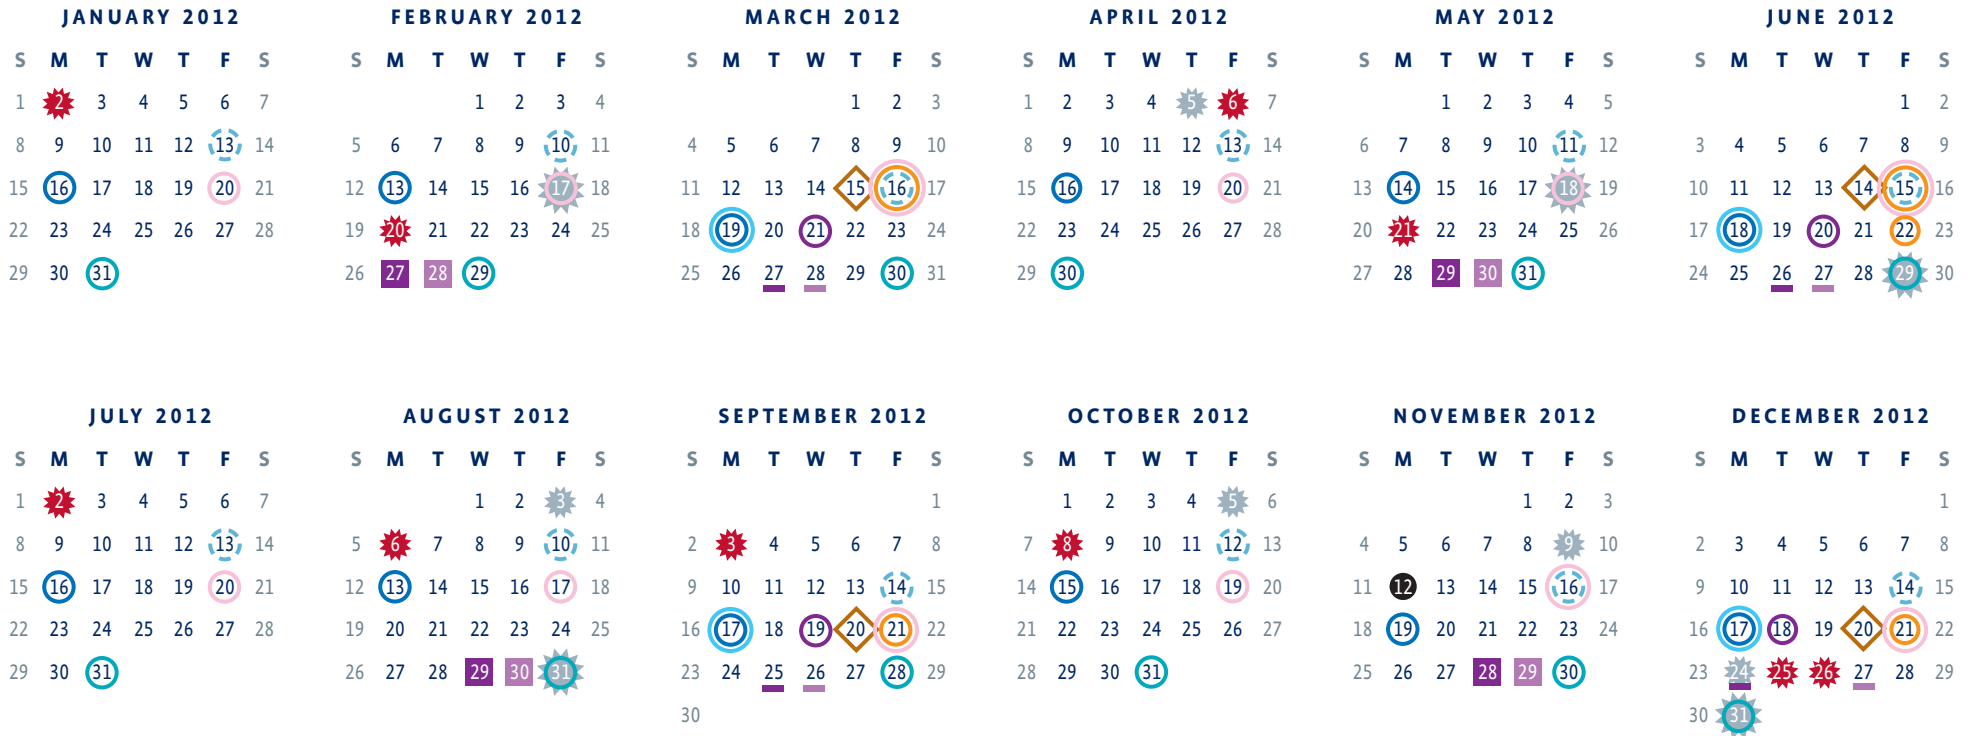 JANUARY 2012 FEBRUARY 2012 MARCH 2012 APRIL 2012 MAY 2012 JUNE 2012
S M T W T F S S M T W T F S S M T W T F S S M T W T F S S M T W T F S S M T W T F S
1 2 3 4 5 6 7 1 2 3 4 1 2 3 1 2 3 4 5 6 7 1 2 3 4 5 1 2
8 9 10 11 12 13 14 5 6 7 8 9 10 11 4 5 6 7 8 9 10 8 9 10 11 12 13 14 6 7 8 9 10 11 12 3 4 5 6 7 8 9
15 16 17 18 19 20 21 12 13 14 15 16 17 18 11 12 13 14 15 16 17 15 16 17 18 19 20 21 13 14 15 16 17 18 19 10 11 12 13 14 15 16
22 23 24 25 26 27 28 19 20 21 22 23 24 25 18 19 20 21 22 23 24 22 23 24 25 26 27 28 20 21 22 23 24 25 26 17 18 19 20 21 22 23
29 30 31 26 27 28 29 25 26 27 28 29 30 31 29 30 27 28 29 30 31 24 25 26 27 28 29 30
JULY 2012 AUGUST 2012 SEPTEMBER 2012 OCTOBER 2012 NOVEMBER 2012 DECEMBER 2012
S M T W T F S S M T W T F S S M T W T F S S M T W T F S S M T W T F S S M T W T F S
1 2 3 4 5 6 7 1 2 3 4 1 1 2 3 4 5 6 1 2 3 1
8 9 10 11 12 13 14 5 6 7 8 9 10 11 2 3 4 5 6 7 8 7 8 9 10 11 12 13 4 5 6 7 8 9 10 2 3 4 5 6 7 8
15 16 17 18 19 20 21 12 13 14 15 16 17 18 9 10 11 12 13 14 15 14 15 16 17 18 19 20 11 12 13 14 15 16 17 9 10 11 12 13 14 15
22 23 24 25 26 27 28 19 20 21 22 23 24 25 16 17 18 19 20 21 22 21 22 23 24 25 26 27 18 19 20 21 22 23 24 16 17 18 19 20 21 22
29 30 31 26 27 28 29 30 31 23 24 25 26 27 28 29 28 29 30 31 25 26 27 28 29 30 23 24 25 26 27 28 29
30 30 31